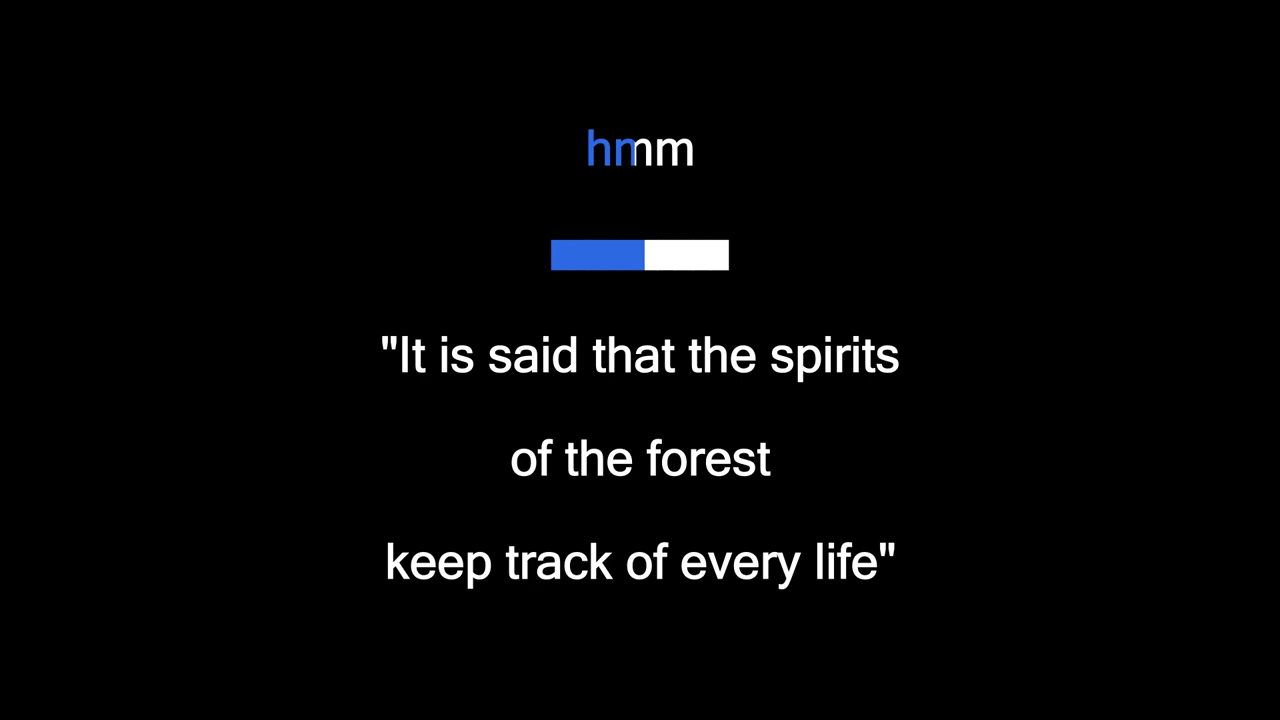 hmm
"It is said that the spirits
of the forest
keep track of every life"